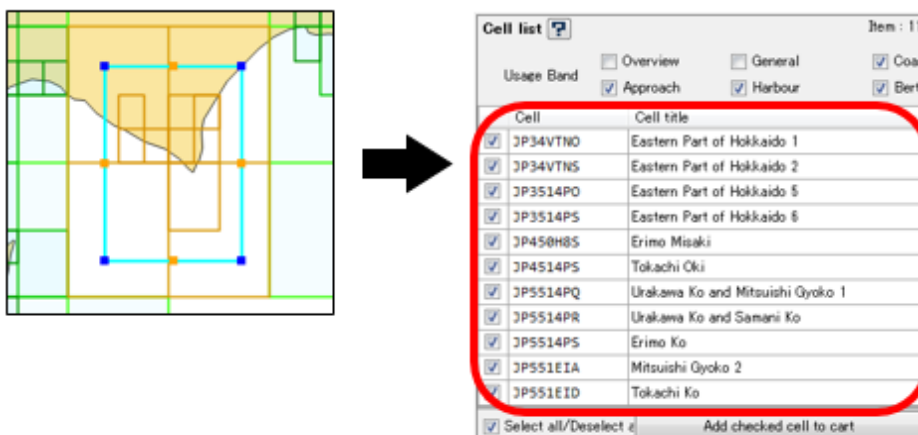 Cell list ? Item : 11
Usage Band
Overview General Coa
Approach Harbour Bert
Cell Cell title
JP34VTNO Eastern Part of Hokkaido 1
JP34VTNS Eastern Part of Hokkaido 2
JP3514PO Eastern Part of Hokkaido 5
JP3514PS Eastern Part of Hokkaido 6
JP450H8S Erimo Misaki
JP4514PS Tokachi Oki
JP5514PQ Urakawa Ko and Mitsuishi Gyoko 1
JP5514PR Urakawa Ko and Samani Ko
JP5514PS Erimo Ko
JP551EIA Mitsuishi Gyoko 2
JP551EID Tokachi Ko
Select all/Deselect a Add checked cell to cart